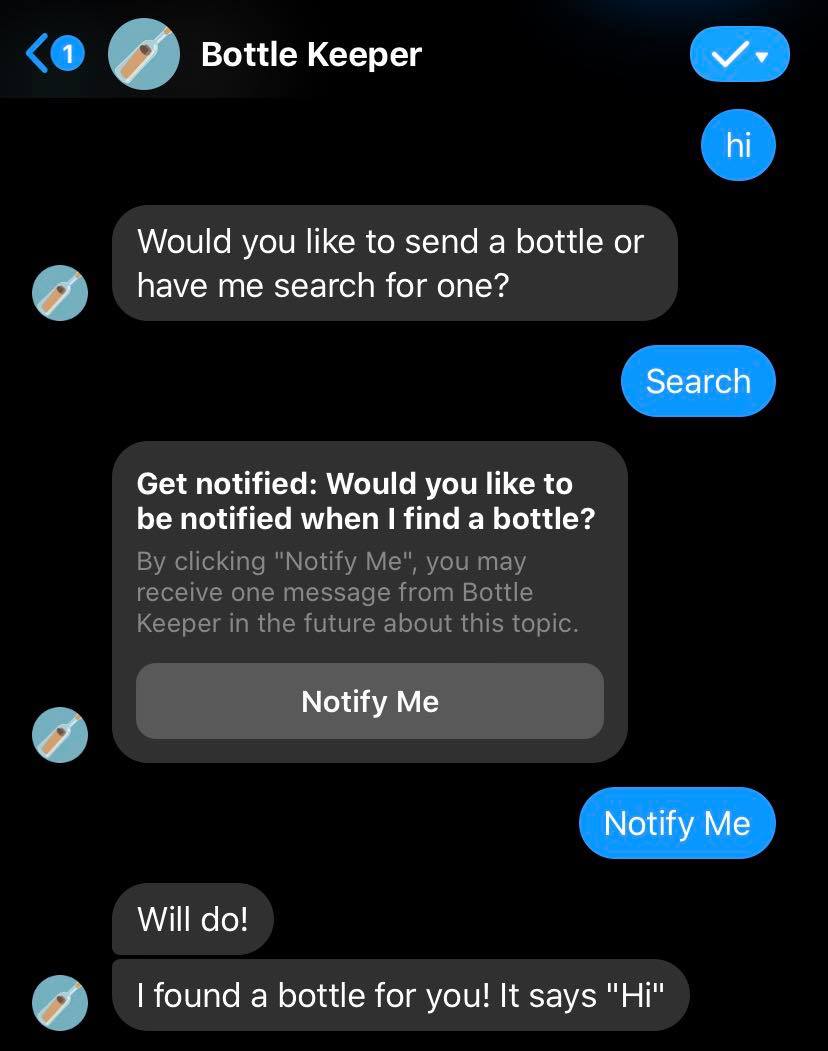 1
Bottle Keeper
hi
Would you like to send a bottle or
have me search for one?
Search
Get notified: Would you like to
be notified when I find a bottle?
By clicking "Notify Me", you may
receive one message from Bottle
Keeper in the future about this topic.
Notify Me
Notify Me
Will do!
I found a bottle for you! It says "Hi"